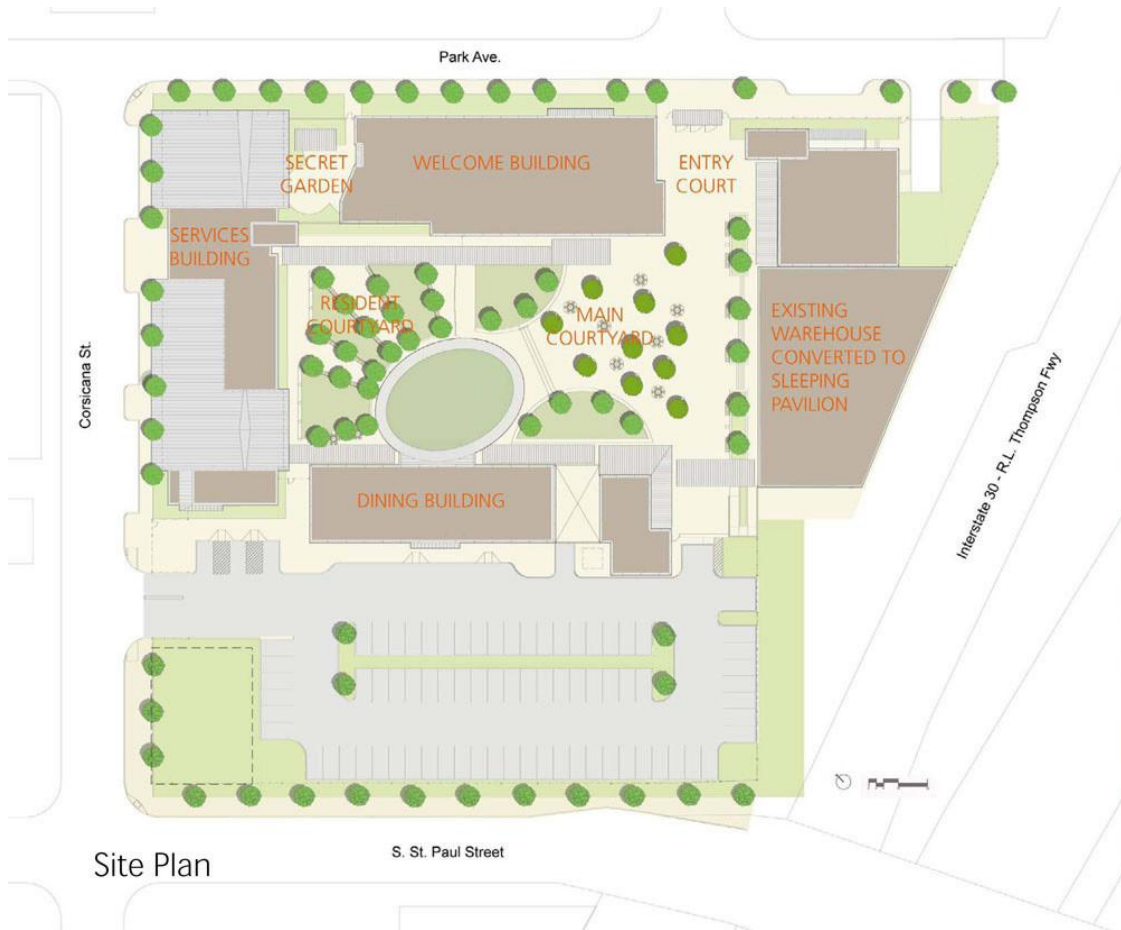 Park Ave.
SECRET
GARDEN
WELCOME BUILDING
ENTRY
COURT
SERVICES
BUILDING
RESIDENT
COURTYARD
MAIN
COURTYARD
EXISTING
WAREHOUSE
CONVERTED TO
SLEEPING
PAVILION
Corsicana St.
Interstate 30 - R.L. Thompson Fwy
DINING BUILDING
Site Plan
S. St. Paul Street